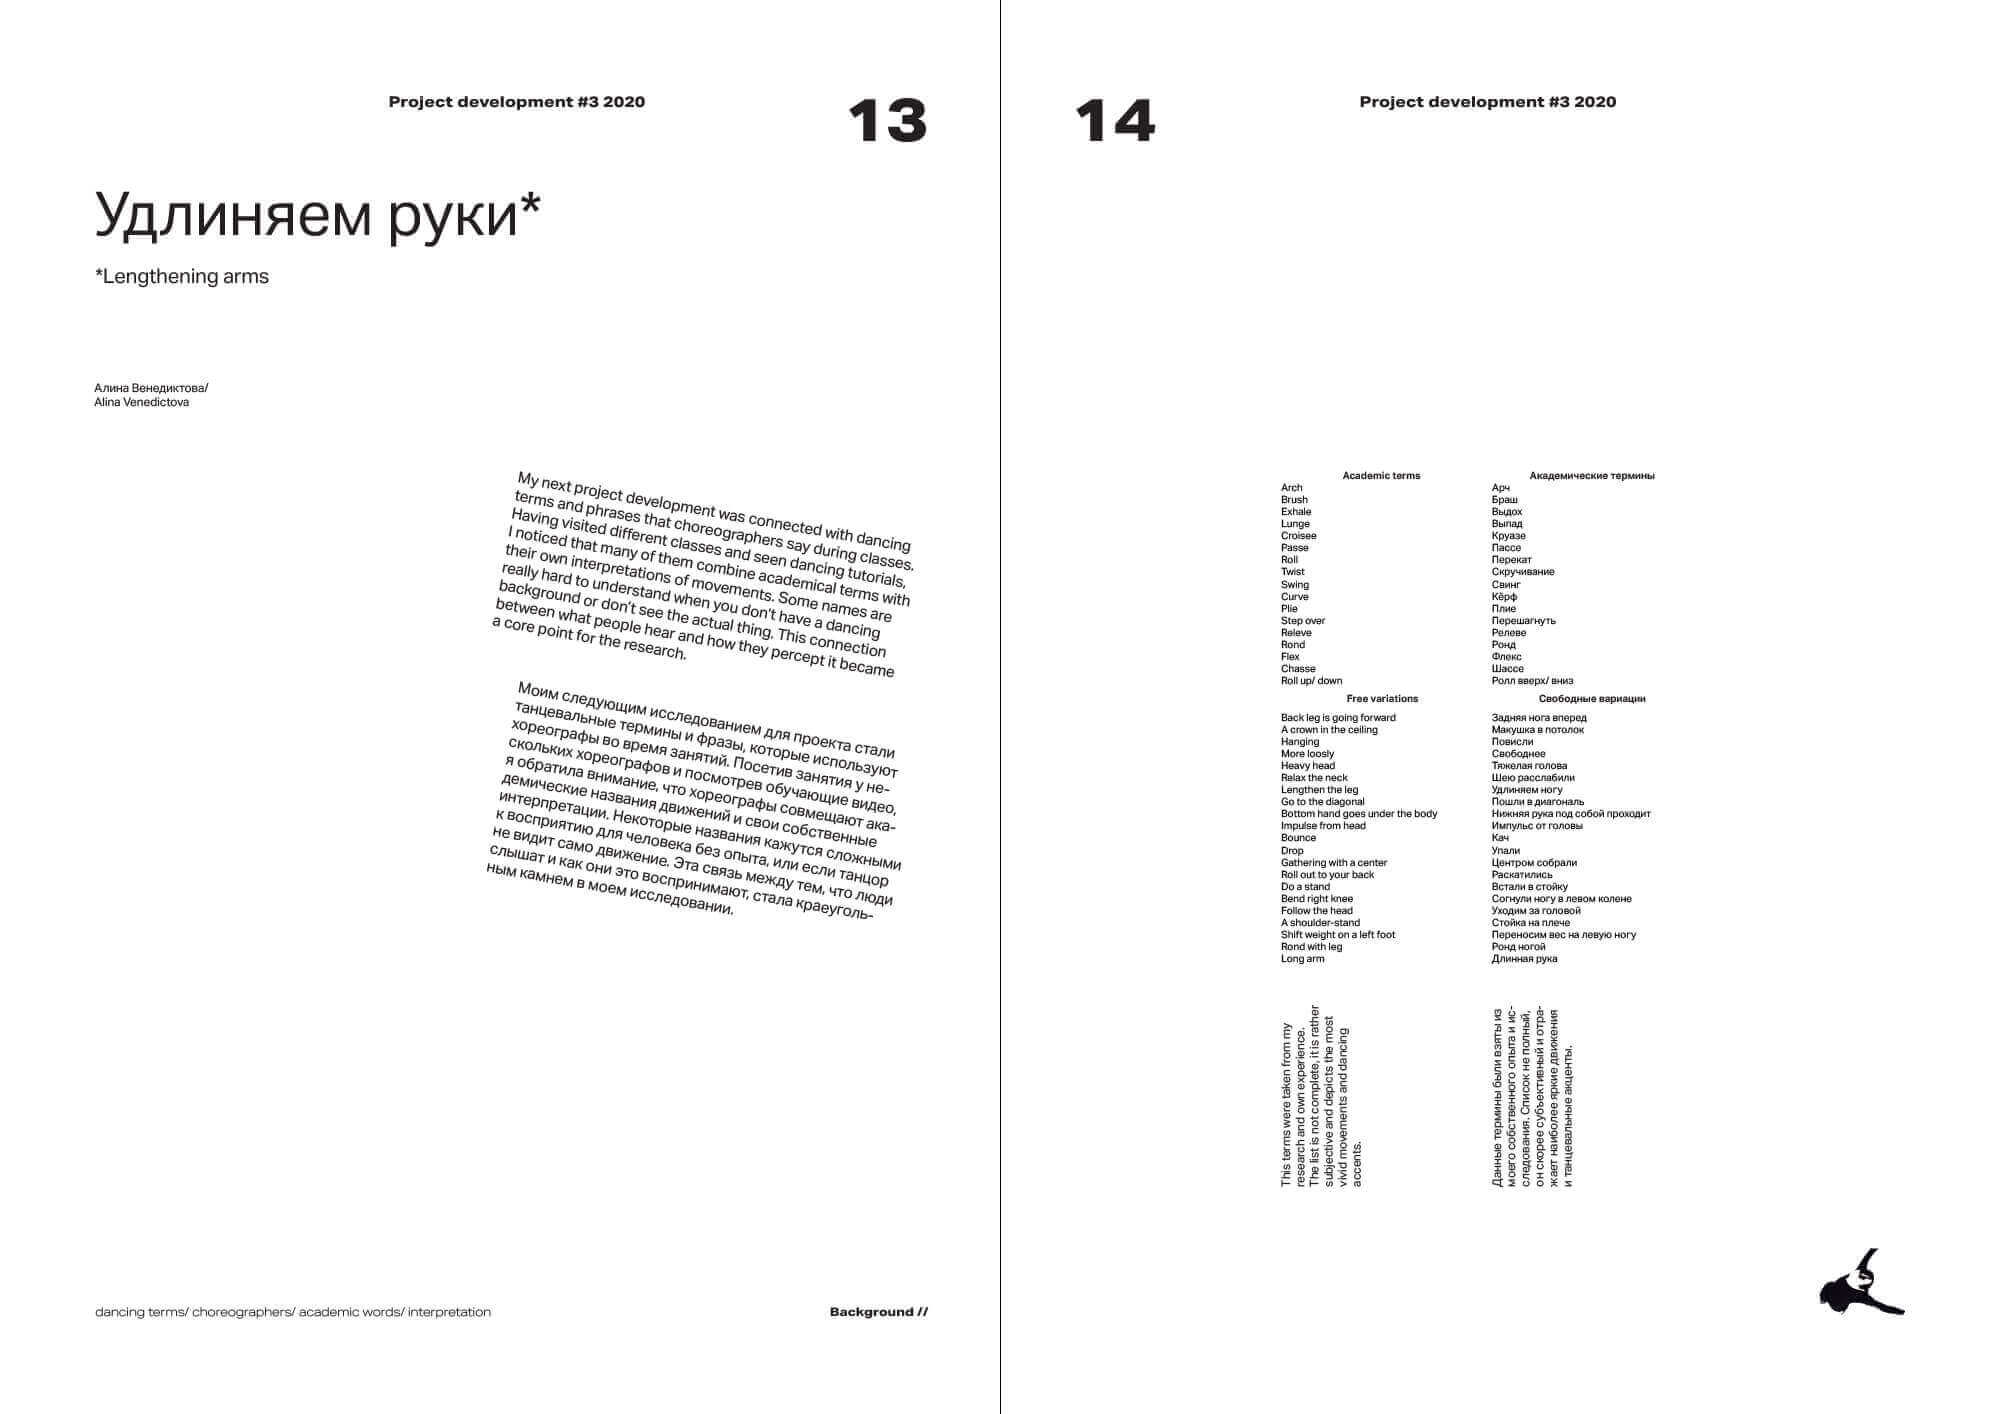 Project development #3 2020
13
Удлиняем руки*
*Lengthening arms
Алина Венедиктова/
Alina Venedictova
My next project development was connected with dancing
terms and phrases that choreographers say during classes.
Having visited different classes and seen dancing tutorials,
I noticed that many of them combine academical terms with
their own interpretations of movements. Some names are
really hard to understand when you don't have a dancing
background or don't see the actual thing. This connection
between what people hear and how they percept it became
a core point for the research.
Моим следующим исследованием для проекта стали
танцевальные термины и фразы, которые используют
хореографы во время занятий. Посетив занятия у не-
скольких хореографов и посмотрев обучающие видео,
я обратила внимание, что хореографы совмещают ака-
демические названия движений и свои собственные
интерпретации. Некоторые названия кажутся сложными
к восприятию для человека без опыта, или если танцор
не видит само движение. Эта связь между тем, что люди
слышат и как они это воспринимают, стала краеуголь-
ным камнем в моем исследовании.
dancing terms/ choreographers/ academic words/ interpretation
Background //
14
Project development #3 2020
Academic terms
Arch
Brush
Exhale
Lunge
Croisee
Passe
Roll
Twist
Swing
Curve
Plie
Step over
Releve
Rond
Flex
Chasse
Roll up/ down
Free variations
Back leg is going forward
A crown in the ceiling
Hanging
More loosly
Heavy head
Relax the neck
Lengthen the leg
Go to the diagonal
Bottom hand goes under the body
Impulse from head
Bounce
Drop
Gathering with a center
Roll out to your back
Do a stand
Bend right knee
Follow the head
A shoulder-stand
Shift weight on a left foot
Rond with leg
Long arm
Академические термины
Арч
Браш
Выдох
Выпад
Круазе
Пассе
Перекат
Скручивание
Свинг
Кёрф
Плие
Перешагнуть
Релеве
Ронд
Флекс
Шассе
Ролл вверх/ вниз
Свободные вариации
Задняя нога вперед
Макушка в потолок
Повисли
Свободнее
Тяжелая голова
Шею расслабили
Удлиняем ногу
Пошли в диагональ
Нижняя рука под собой проходит
Импульс от головы
Кач
Упали
Центром собрали
Раскатились
Встали в стойку
Согнули ногу в левом колене
Уходим за головой
Стойка на плече
Переносим вес на левую ногу
Ронд ногой
Длинная рука
This terms were taken from my
research and own experience.
The list is not complete, it is rather
subjective and depicts the most
vivid movements and dancing
accents.
Данные термины были взяты из
моего собственного опыта и ис-
следования. Список не полный,
он скорее субъективный и отра-
жает наиболее яркие движения
и танцевальные акценты.